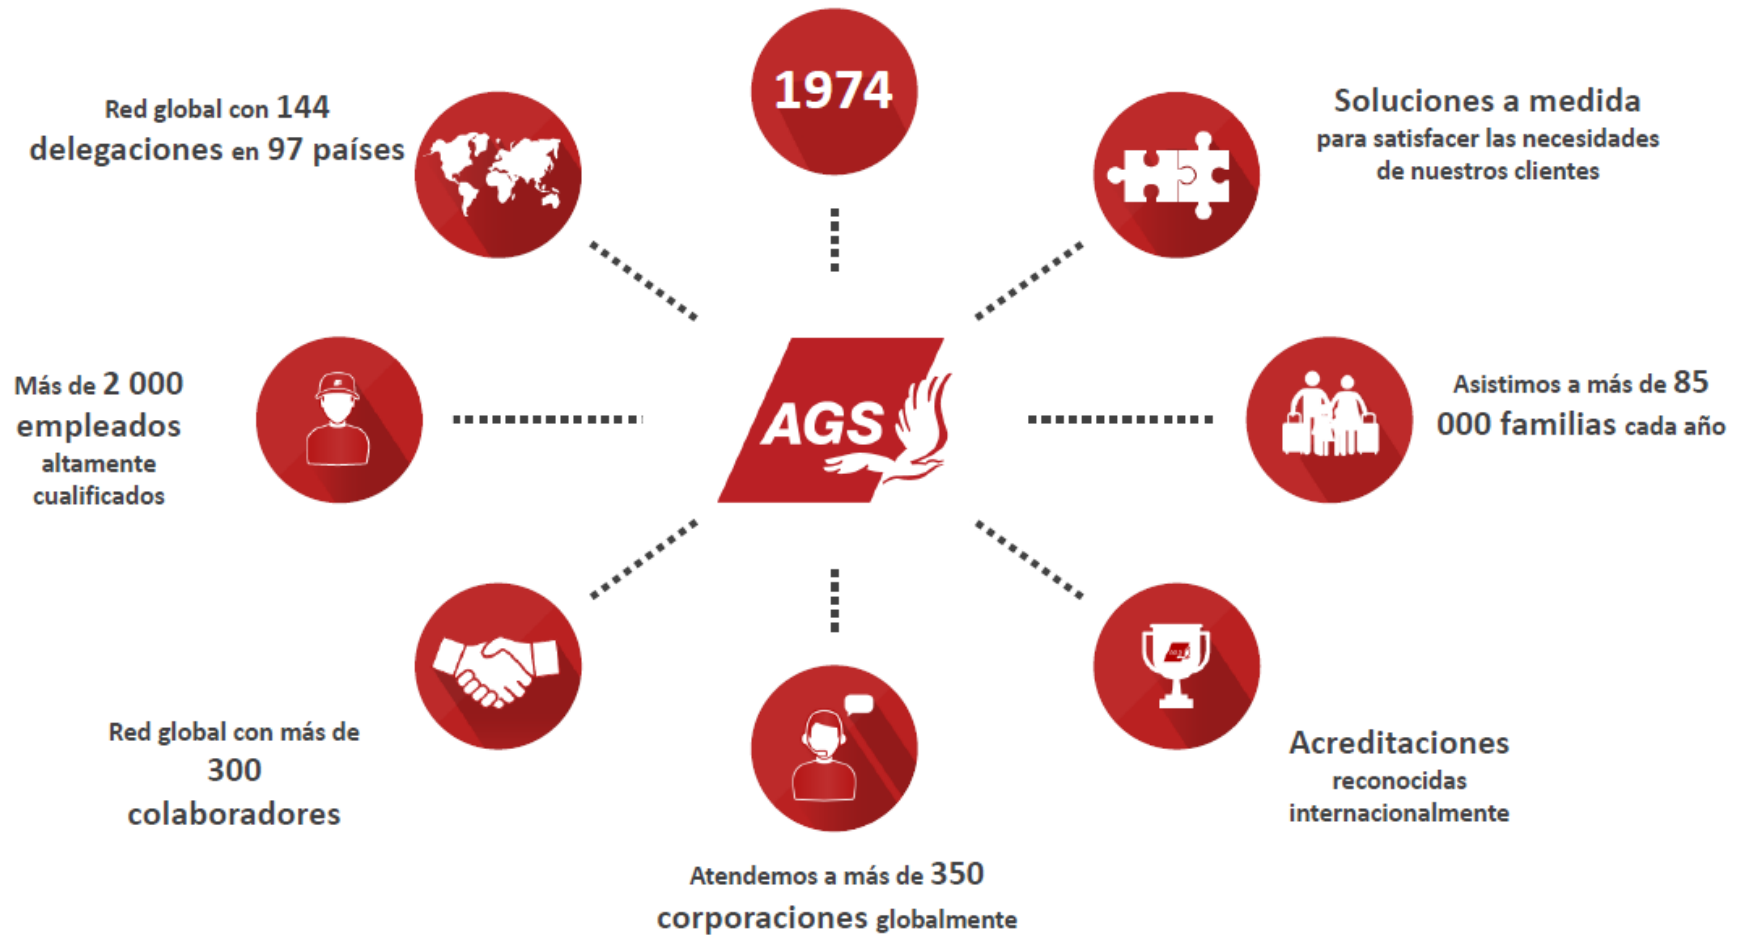 1974
Red global con 144
delegaciones en 97 países
Soluciones a medida
para satisfacer las necesidades
de nuestros clientes
Más de 2 000
empleados
altamente
cualificados
AGS
Asistimos a más de 85
000 familias cada año
Red global con más de
300
colaboradores
Acreditaciones
reconocidas
internacionalmente
Atendemos a más de 350
corporaciones globalmente